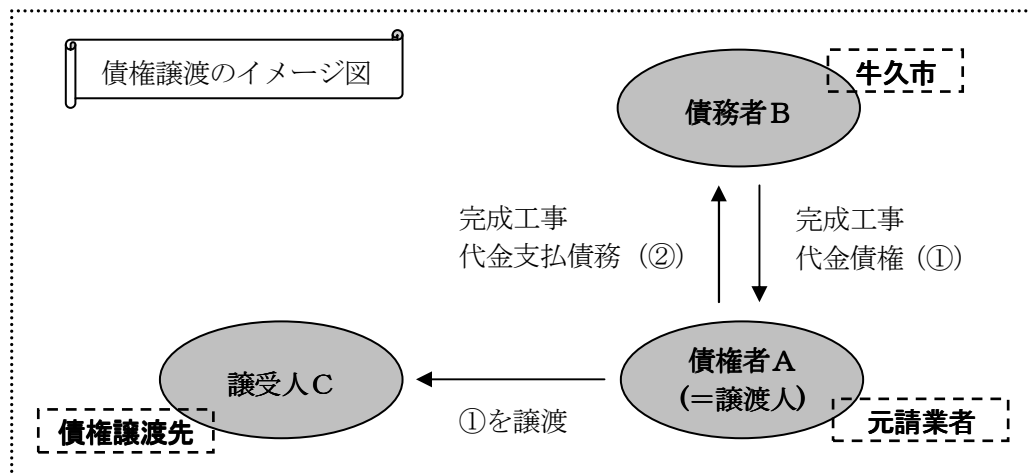 債権譲渡のイメージ図
牛久市
債務者B
完成工事
代金支払債務（②）
完成工事
代金債権（①）
債権者A
(＝譲渡人)
元請業者
譲受人C
債権譲渡先
①を譲渡